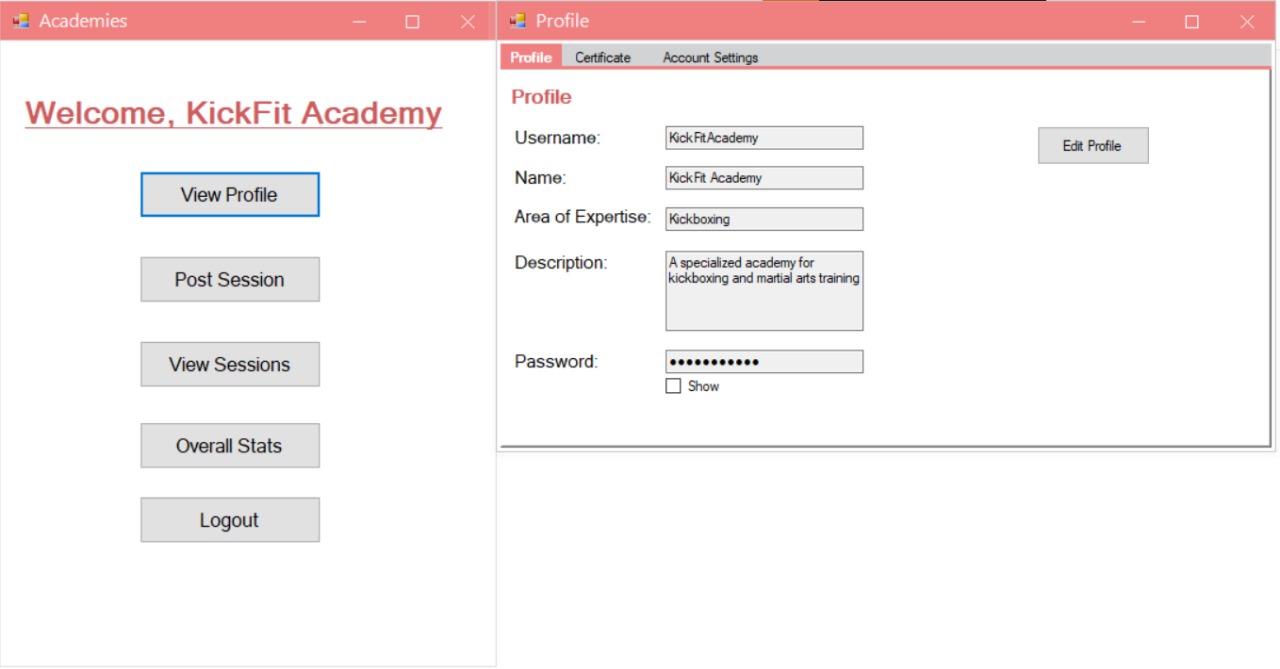 Academies
Welcome, KickFit Academy
View Profile
Post Session
View Sessions
Overall Stats
Logout
Profile
Profile Certificate Account Settings
Profile
Username: KickFitAcademy
Edit Profile
Name: KickFit Academy
Area of Expertise: Kickboxing
Description: A specialized academy for
kickboxing and martial arts training
Password: •••••••••••
Show